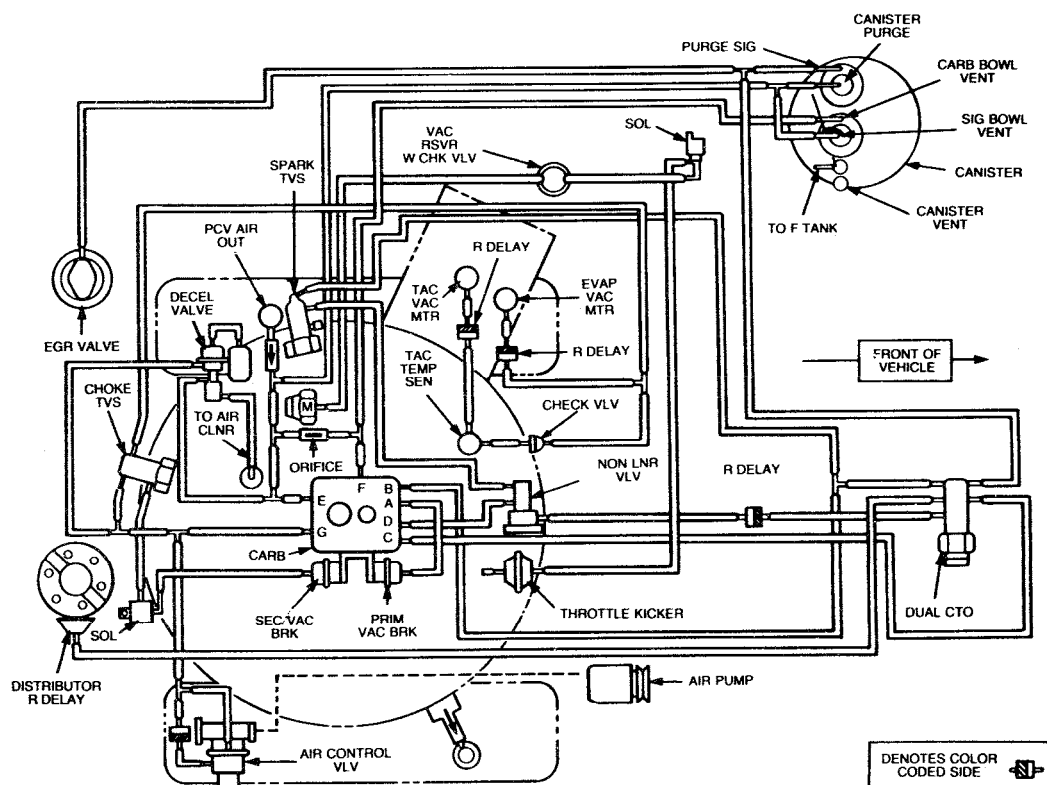 CANISTER
PURGE
PURGE SIG
CARB BOWL
VENT
SIG BOWL
VENT
CANISTER
CANISTER
VENT
TO F TANK
SOL
VAC
RSVR
W CHK VLV
SPARK
TVS
PCV AIR
OUT
DECEL
VALVE
EGR VALVE
CHOKE
TVS
TO AIR
CLNR
R DELAY
TAC
VAC
MTR
EVAP
VAC
MTR
R DELAY
TAC
TEMP
SEN
CHECK VLV
FRONT OF
VEHICLE
M
ORIFICE
NON LNR
VLV
R DELAY
F
E
B
A
D
G
C
CARB
SEC VAC
BRK
PRIM
VAC BRK
THROTTLE KICKER
DUAL CTO
SOL
DISTRIBUTOR
R DELAY
AIR PUMP
AIR CONTROL
VLV
DENOTES COLOR
CODED SIDE